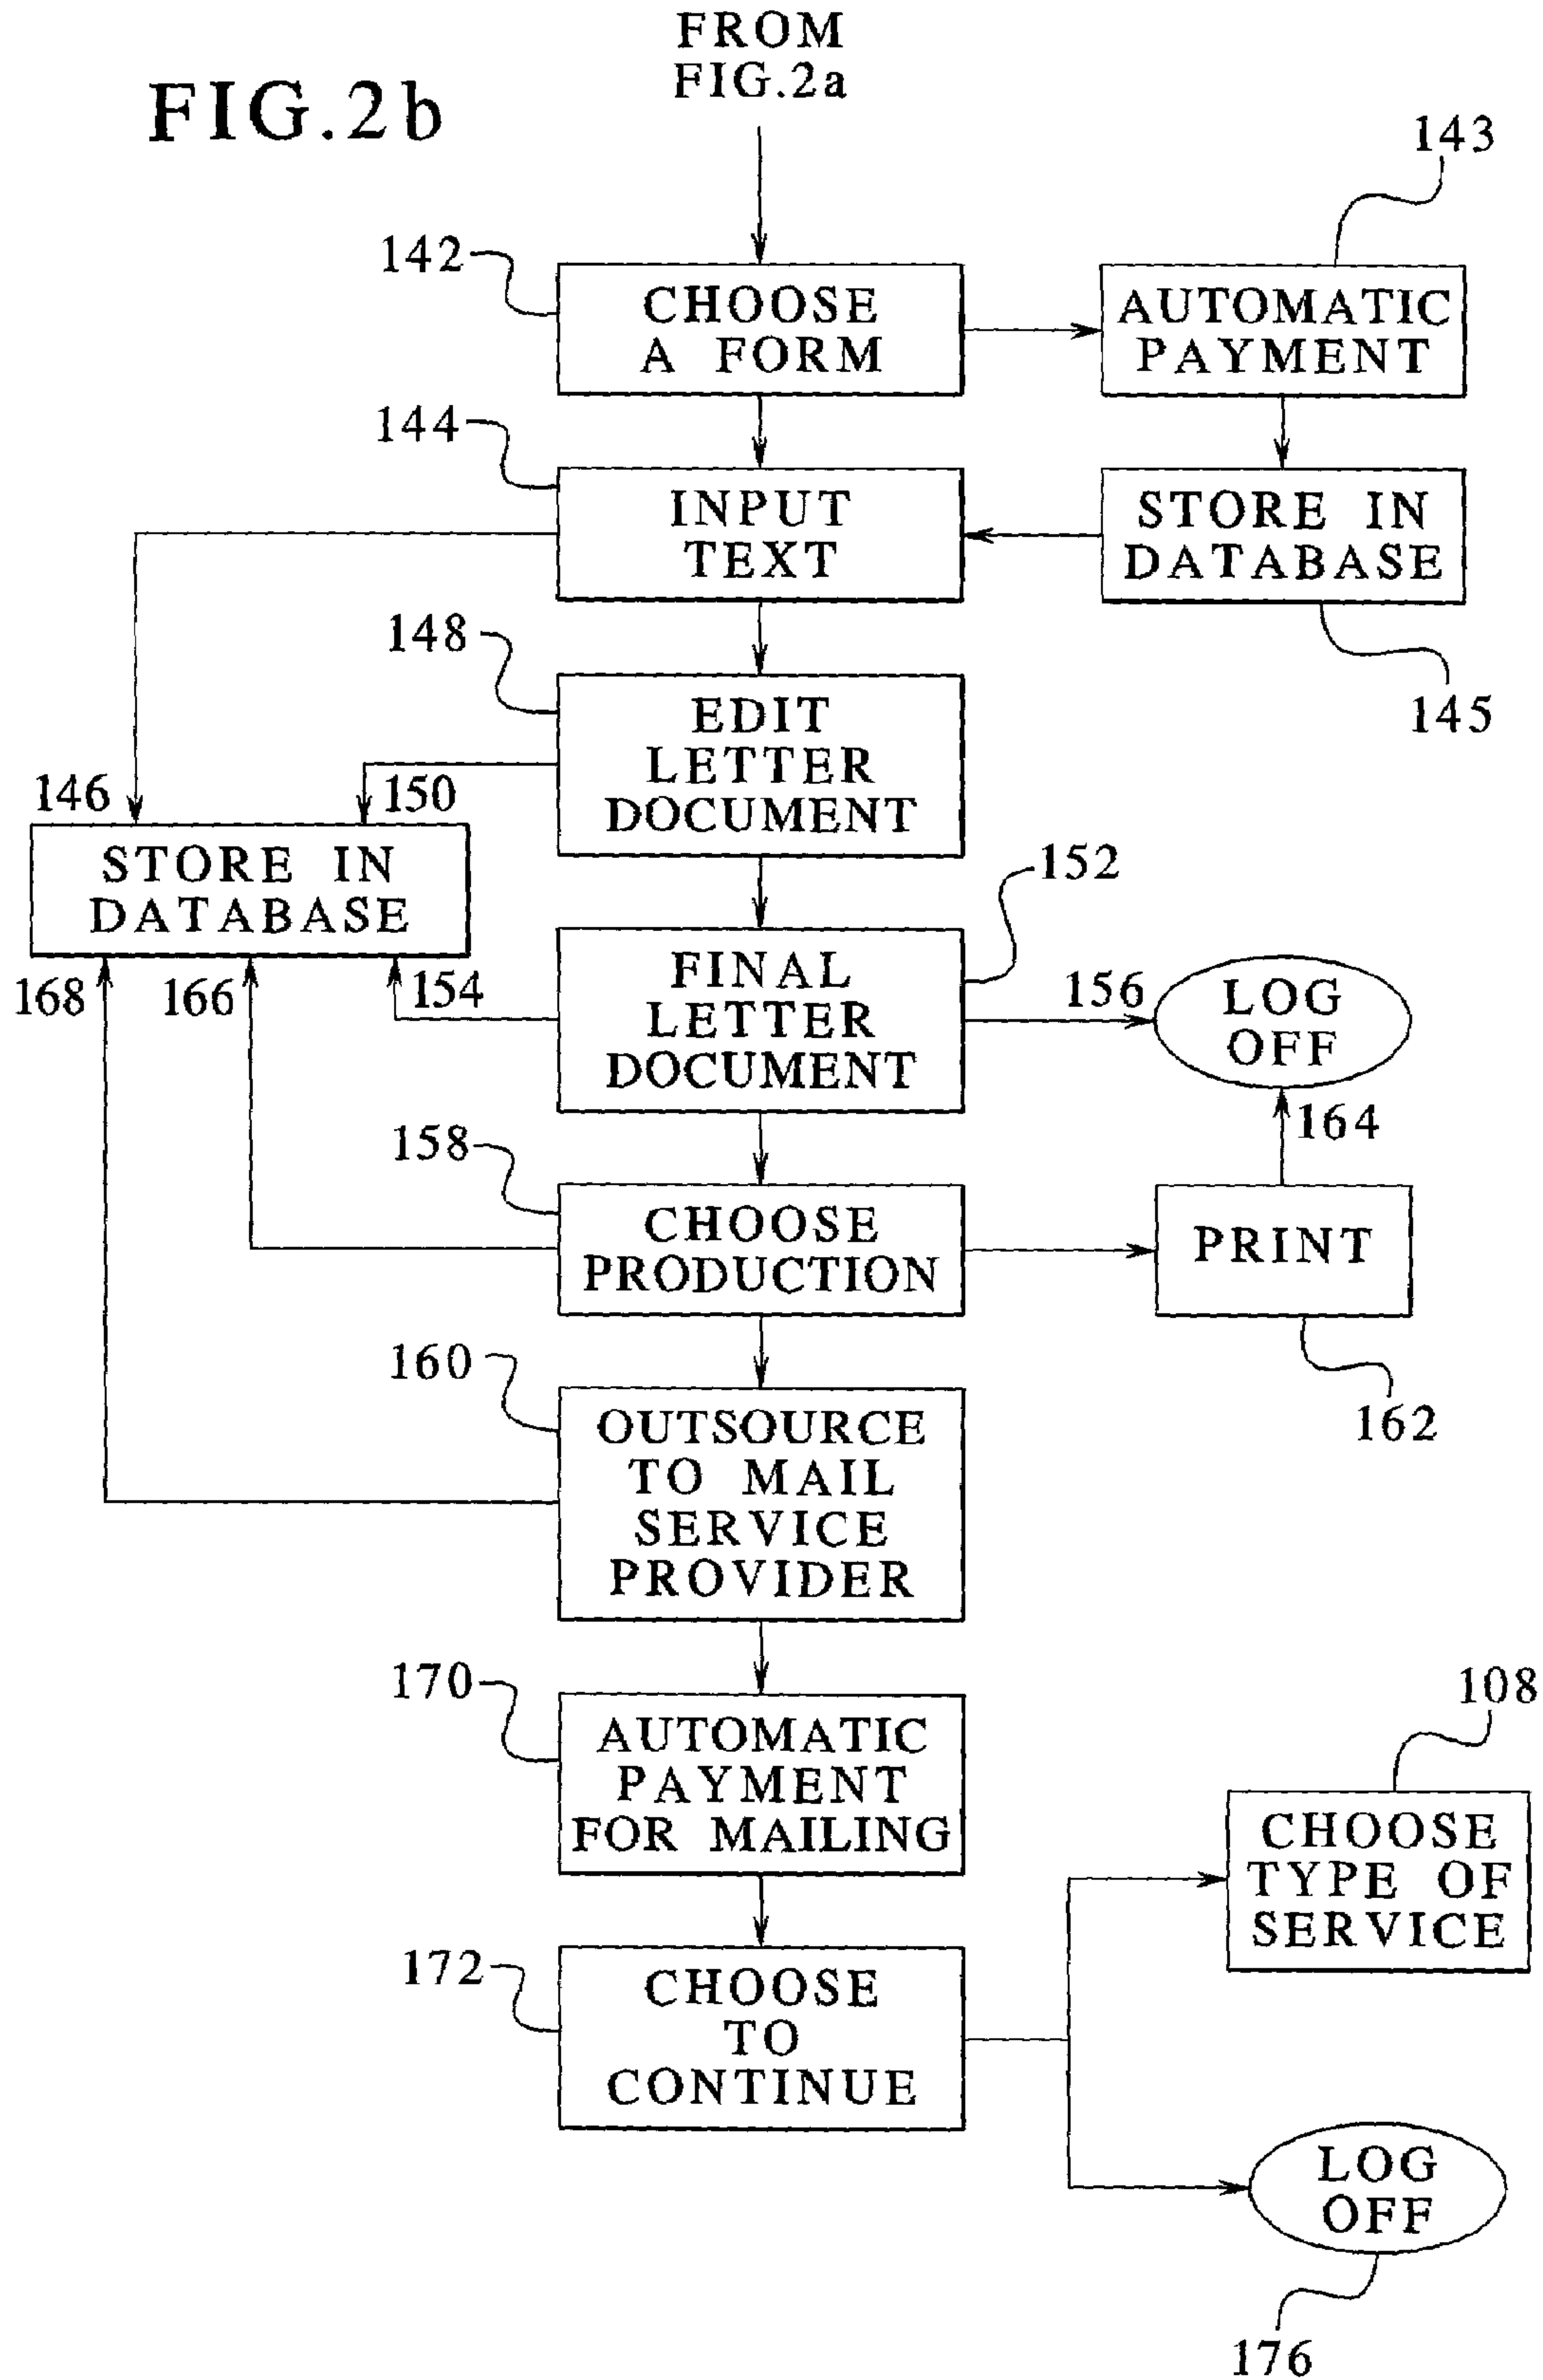 FROM
FIG.2a
FIG.2b
143
142
CHOOSE
A FORM
AUTOMATIC
PAYMENT
144
INPUT
TEXT
STORE IN
DATABASE
145
148
EDIT
LETTER
DOCUMENT
146
150
STORE IN
DATABASE
168
166
154
152
FINAL
LETTER
DOCUMENT
156
LOG
OFF
164
158
CHOOSE
PRODUCTION
PRINT
162
160
OUTSOURCE
TO MAIL
SERVICE
PROVIDER
170
AUTOMATIC
PAYMENT
FOR MAILING
108
CHOOSE
TYPE OF
SERVICE
172
CHOOSE
TO
CONTINUE
LOG
OFF
176